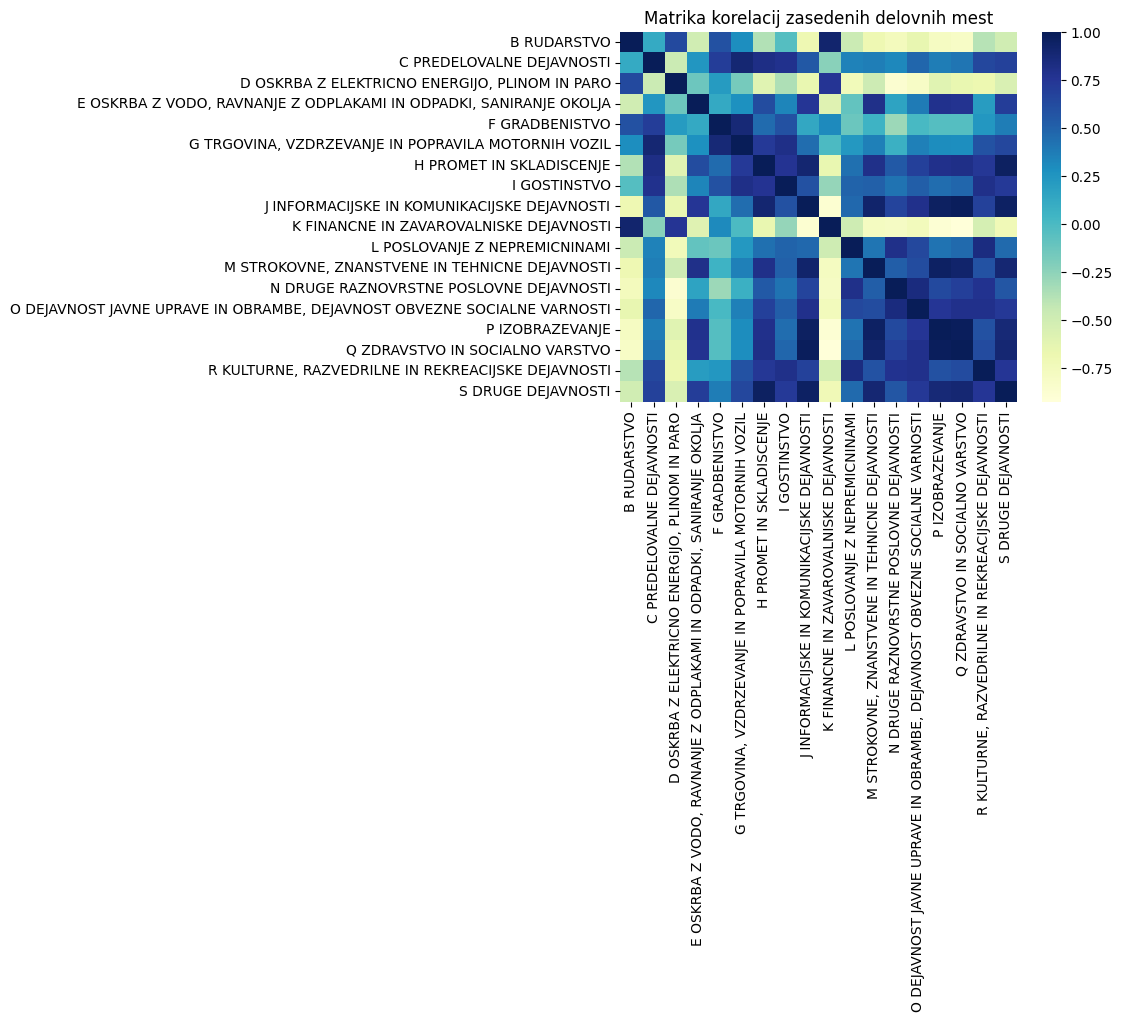 Matrika korelacij zasedenih delovnih mest
B RUDARSTVO
C PREDELOVALNE DEJAVNOSTI
D OSKRBA Z ELEKTRICNO ENERGIJO, PLINOM IN PARO
E OSKRBA Z VODO, RAVNANJE Z ODPLAKAMI IN ODPADKI, SANIRANJE OKOLJA
F GRADBENISTVO
G TRGOVINA, VZDRZEVANJE IN POPRAVILA MOTORNIH VOZIL
H PROMET IN SKLADISCENJE
I GOSTINSTVO
J INFORMACIJSKE IN KOMUNIKACIJSKE DEJAVNOSTI
K FINANCNE IN ZAVAROVALNISKE DEJAVNOSTI
L POSLOVANJE Z NEPREMICNINAMI
M STROKOVNE, ZNANSTVENE IN TEHNICNE DEJAVNOSTI
N DRUGE RAZNOVRSTNE POSLOVNE DEJAVNOSTI
O DEJAVNOST JAVNE UPRAVE IN OBRAMBE, DEJAVNOST OBVEZNE SOCIALNE VARNOSTI
P IZOBRAZEVANJE
Q ZDRAVSTVO IN SOCIALNO VARSTVO
R KULTURNE, RAZVEDRILNE IN REKREACIJSKE DEJAVNOSTI
S DRUGE DEJAVNOSTI
B RUDARSTVO
C PREDELOVALNE DEJAVNOSTI
D OSKRBA Z ELEKTRICNO ENERGIJO, PLINOM IN PARO
E OSKRBA Z VODO, RAVNANJE Z ODPLAKAMI IN ODPADKI, SANIRANJE OKOLJA
F GRADBENISTVO
G TRGOVINA, VZDRZEVANJE IN POPRAVILA MOTORNIH VOZIL
H PROMET IN SKLADISCENJE
I GOSTINSTVO
J INFORMACIJSKE IN KOMUNIKACIJSKE DEJAVNOSTI
K FINANCNE IN ZAVAROVALNISKE DEJAVNOSTI
L POSLOVANJE Z NEPREMICNINAMI
M STROKOVNE, ZNANSTVENE IN TEHNICNE DEJAVNOSTI
N DRUGE RAZNOVRSTNE POSLOVNE DEJAVNOSTI
O DEJAVNOST JAVNE UPRAVE IN OBRAMBE, DEJAVNOST OBVEZNE SOCIALNE VARNOSTI
P IZOBRAZEVANJE
Q ZDRAVSTVO IN SOCIALNO VARSTVO
R KULTURNE, RAZVEDRILNE IN REKREACIJSKE DEJAVNOSTI
S DRUGE DEJAVNOSTI
1.00
0.75
0.50
0.25
0.00
−0.25
−0.50
−0.75